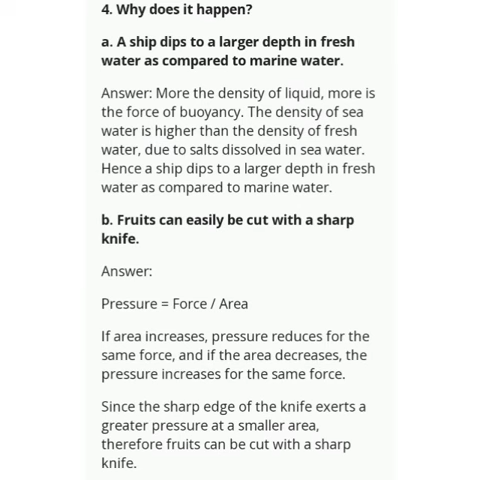 4. Why does it happen?
a. A ship dips to a larger depth in fresh
water as compared to marine water.
Answer: More the density of liquid, more is
the force of buoyancy. The density of sea
water is higher than the density of fresh
water, due to salts dissolved in sea water.
Hence a ship dips to a larger depth in fresh
water as compared to marine water.
b. Fruits can easily be cut with a sharp
knife.
Answer:
Pressure = Force / Area
If area increases, pressure reduces for the
same force, and if the area decreases, the
pressure increases for the same force.
Since the sharp edge of the knife exerts a
greater pressure at a smaller area,
therefore fruits can be cut with a sharp
knife.